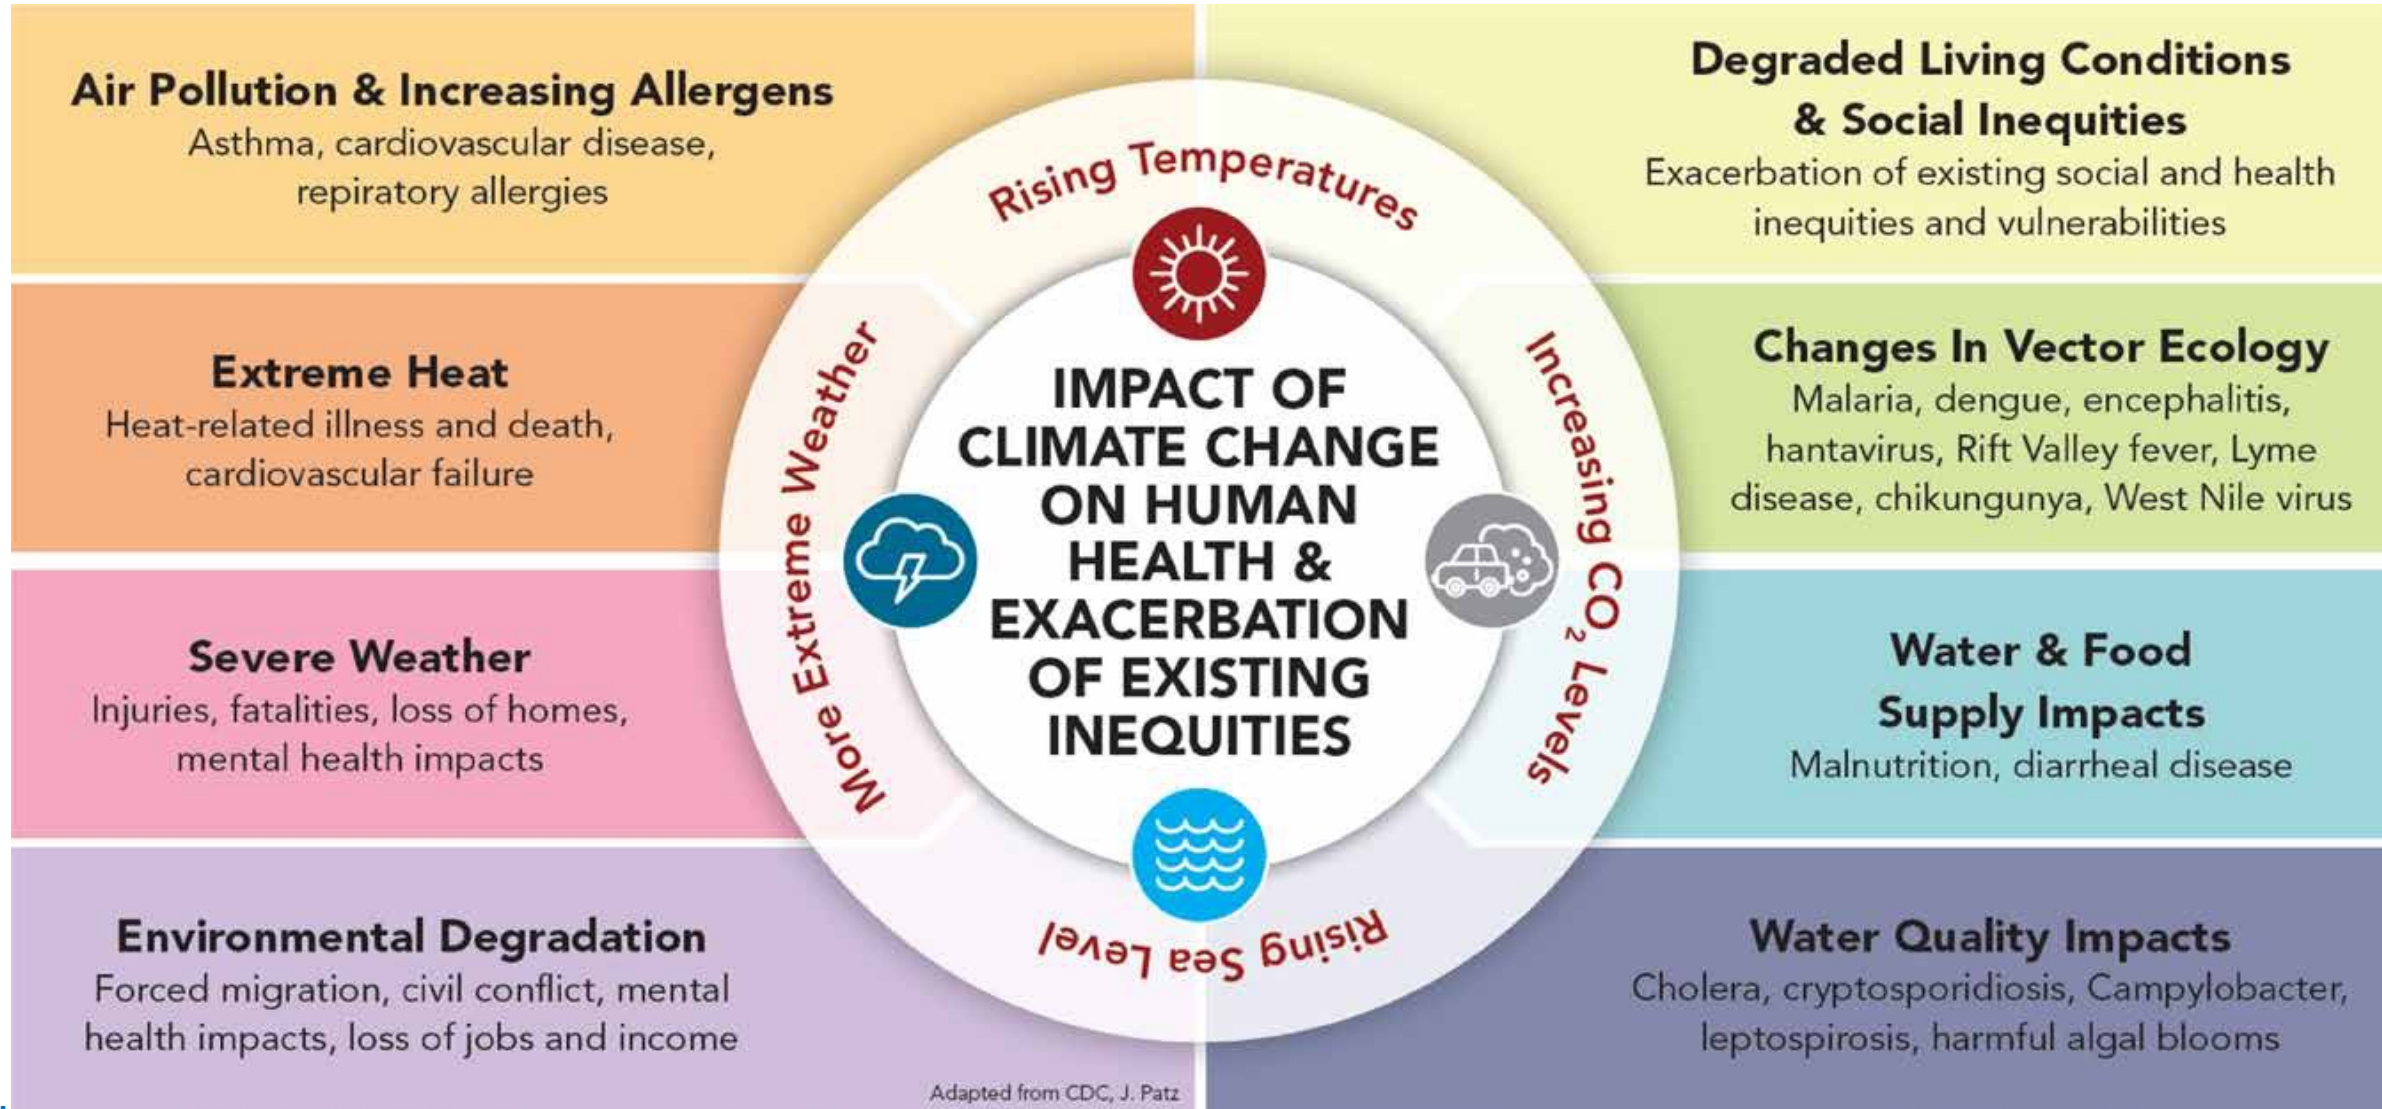 Air Pollution & Increasing Allergens
Asthma, cardiovascular disease,
repiratory allergies
Extreme Heat
Heat-related illness and death,
cardiovascular failure
Severe Weather
Injuries, fatalities, loss of homes,
mental health impacts
Environmental Degradation
Forced migration, civil conflict, mental
health impacts, loss of jobs and income
Rising Temperatures
More Extreme Weather
IMPACT OF
CLIMATE CHANGE
ON HUMAN
HEALTH &
EXACERBATION
OF EXISTING
INEQUITIES
Increasing CO₂ Levels
Rising Sea Level
Degraded Living Conditions
& Social Inequities
Exacerbation of existing social and health
inequities and vulnerabilities
Changes In Vector Ecology
Malaria, dengue, encephalitis,
hantavirus, Rift Valley fever, Lyme
disease, chikungunya, West Nile virus
Water & Food
Supply Impacts
Malnutrition, diarrheal disease
Water Quality Impacts
Cholera, cryptosporidiosis, Campylobacter,
leptospirosis, harmful algal blooms
Adapted from CDC, J. Patz